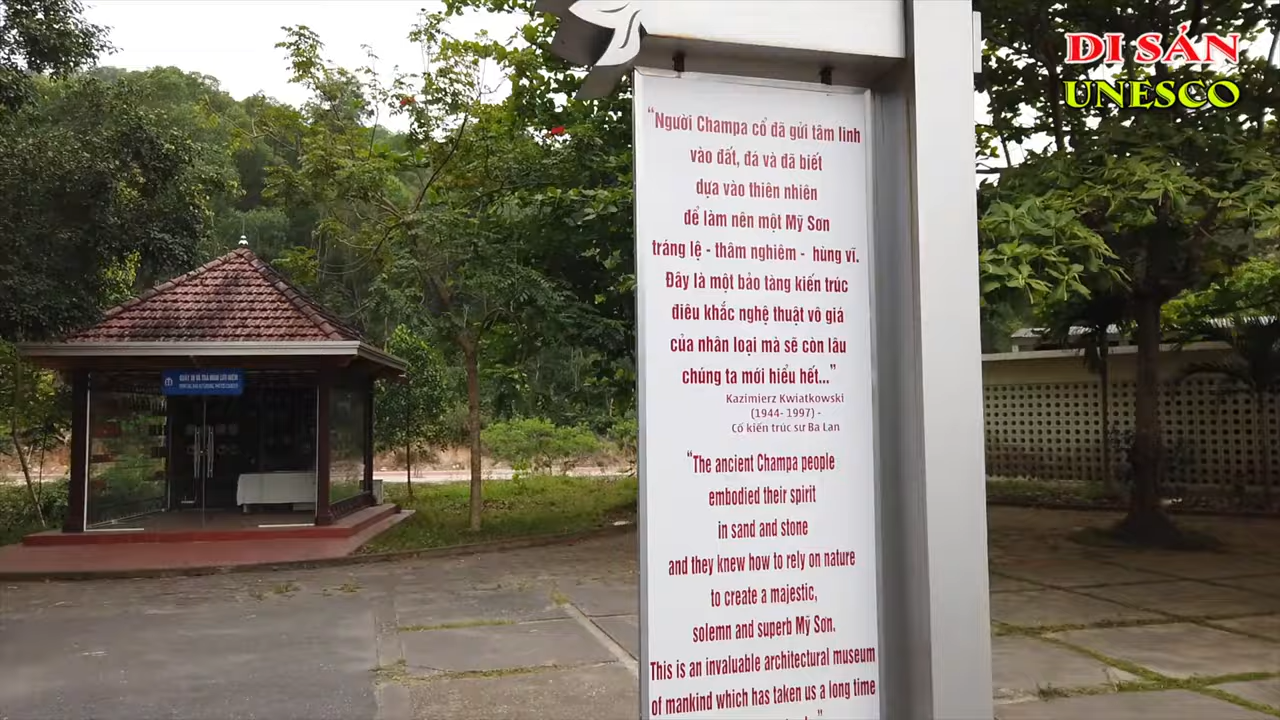 DI SẢN
UNESCO
“Người Champa cổ đã gửi tâm linh
vào đất, đá và đã biết
dựa vào thiên nhiên
để làm nên một Mỹ Sơn
tráng lệ - thâm nghiêm - hùng vĩ.
Đây là một bảo tàng kiến trúc
điêu khắc nghệ thuật vô giá
của nhân loại mà sẽ còn lâu
chúng ta mới hiểu hết...”
Kazimierz Kwiatkowski
(1944- 1997) -
Cố kiến trúc sư Ba Lan
“The ancient Champa people
embodied their spirit
in sand and stone
and they knew how to rely on nature
to create a majestic,
solemn and superb Mỹ Sơn.
This is an invaluable architectural museum
of mankind which has taken us a long time